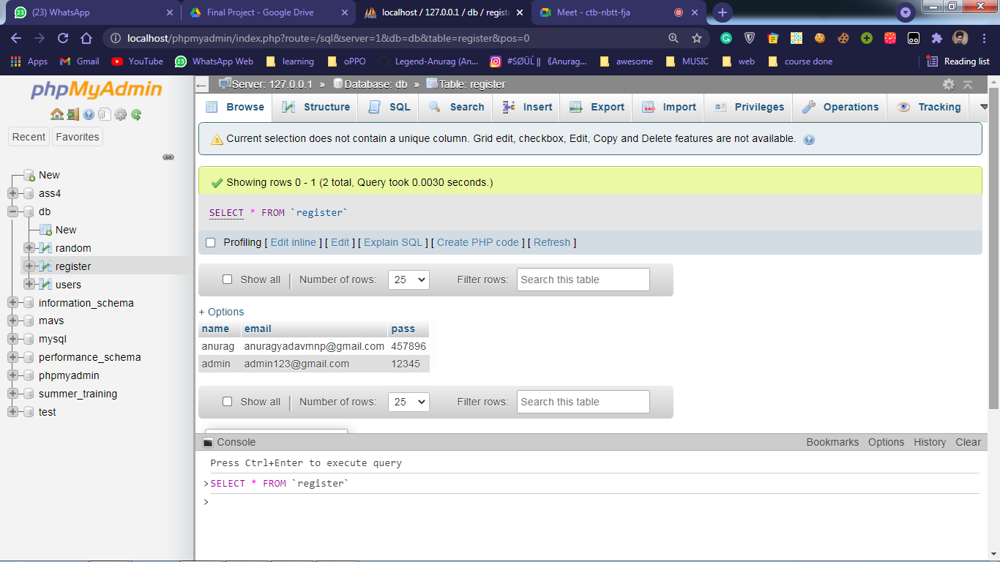 (23) WhatsApp
Final Project - Google Drive
localhost / 127.0.0.1 / db / registe
Meet - ctb-nbtt-fja
localhost/phpmyadmin/index.php?route=/sql&server=1&db=db&table=register&pos=0
Apps Gmail YouTube WhatsApp Web learning oPPO Legend-Anurag (An... #SØÜĹ || 《Anurag... awesome MUSIC web course done Reading list
phpMyAdmin
Recent Favorites
New
ass4
db
New
random
register
users
information_schema
mavs
mysql
performance_schema
phpmyadmin
summer_training
test
Server: 127.0.0.1 » Database: db » Table: register
Browse Structure SQL Search Insert Export Import Privileges Operations Tracking
Current selection does not contain a unique column. Grid edit, checkbox, Edit, Copy and Delete features are not available.
Showing rows 0 - 1 (2 total, Query took 0.0030 seconds.)
SELECT * FROM `register`
Profiling [ Edit inline ] [ Edit ] [ Explain SQL ] [ Create PHP code ] [ Refresh ]
Show all | Number of rows: 25 Filter rows: Search this table
+ Options
name email pass
anurag anuragyadavmnp@gmail.com 457896
admin admin123@gmail.com 12345
Show all | Number of rows: 25 Filter rows: Search this table
Console Bookmarks Options History Clear
Press Ctrl+Enter to execute query
>SELECT * FROM `register`
>